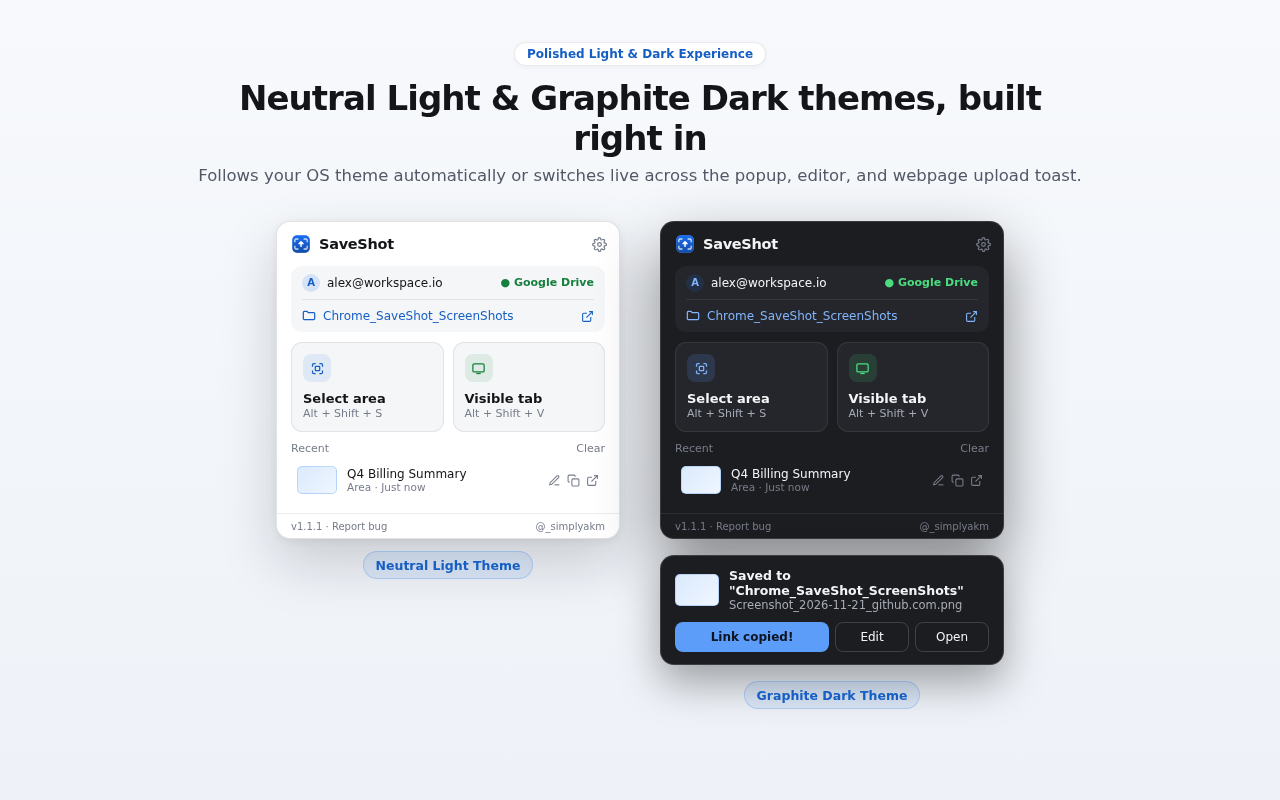 Polished Light & Dark Experience
Neutral Light & Graphite Dark themes, built
right in
Follows your OS theme automatically or switches live across the popup, editor, and webpage upload toast.
SaveShot
A alex@workspace.io ● Google Drive
Chrome_SaveShot_ScreenShots
Select area
Alt + Shift + S
Visible tab
Alt + Shift + V
Recent Clear
Q4 Billing Summary
Area · Just now
v1.1.1 · Report bug @_simplyakm
Neutral Light Theme
SaveShot
A alex@workspace.io ● Google Drive
Chrome_SaveShot_ScreenShots
Select area
Alt + Shift + S
Visible tab
Alt + Shift + V
Recent Clear
Q4 Billing Summary
Area · Just now
v1.1.1 · Report bug @_simplyakm
Saved to
"Chrome_SaveShot_ScreenShots"
Screenshot_2026-11-21_github.com.png
Link copied! Edit Open
Graphite Dark Theme